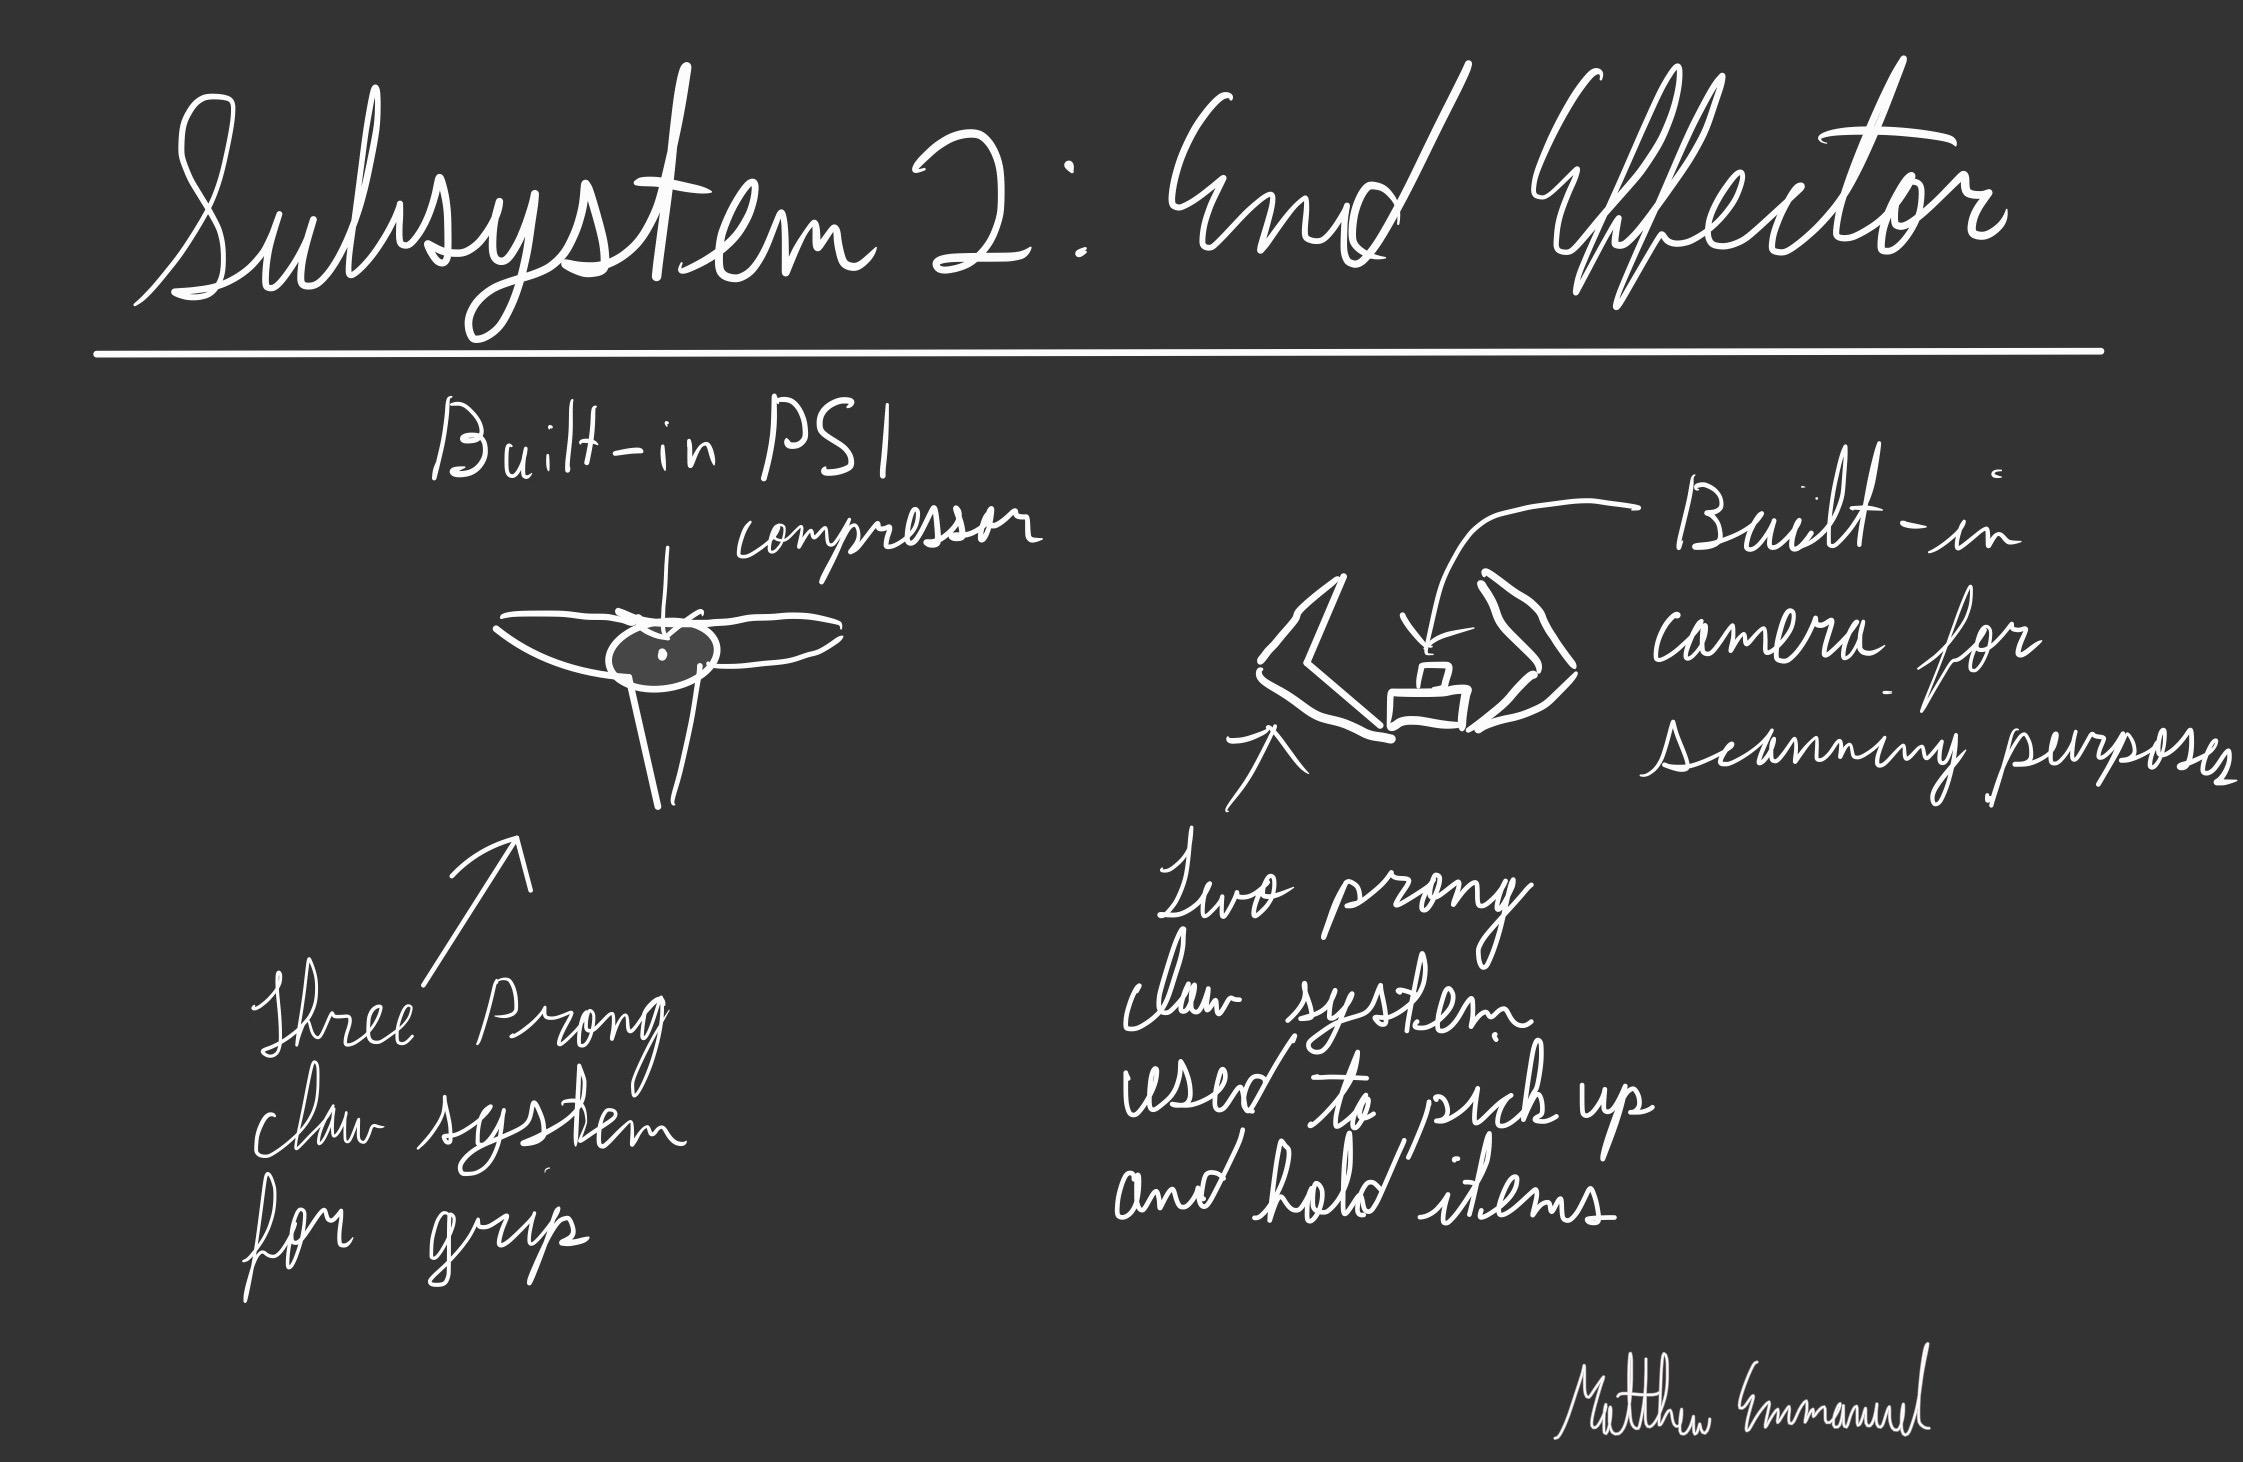 Subsystem 2: End Effector
Built-in PSI
compressor
Built-in
camera for
scanning purposes
Three Prong
claw system
for grip
Two prong
claw system
used to pick up
and hold items
Matthew Emmanuel